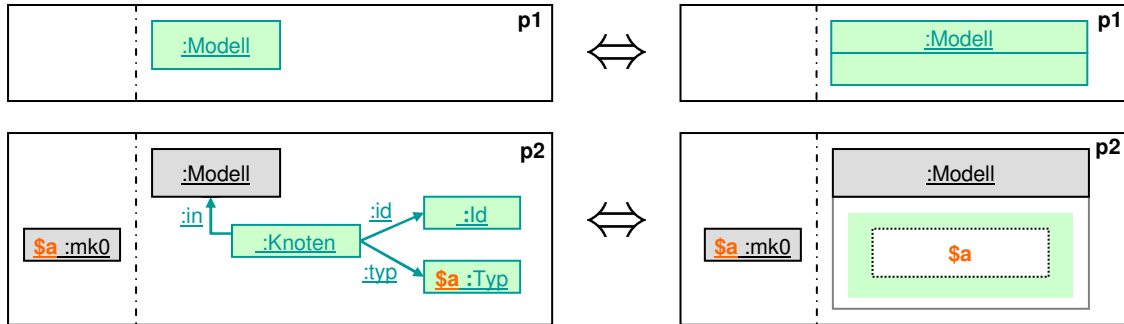 p1
:Modell
p1
:Modell
p2
:Modell
:in
:id
:Id
:Knoten
$a :mk0
:typ
$a :Typ
p2
:Modell
$a :mk0
$a